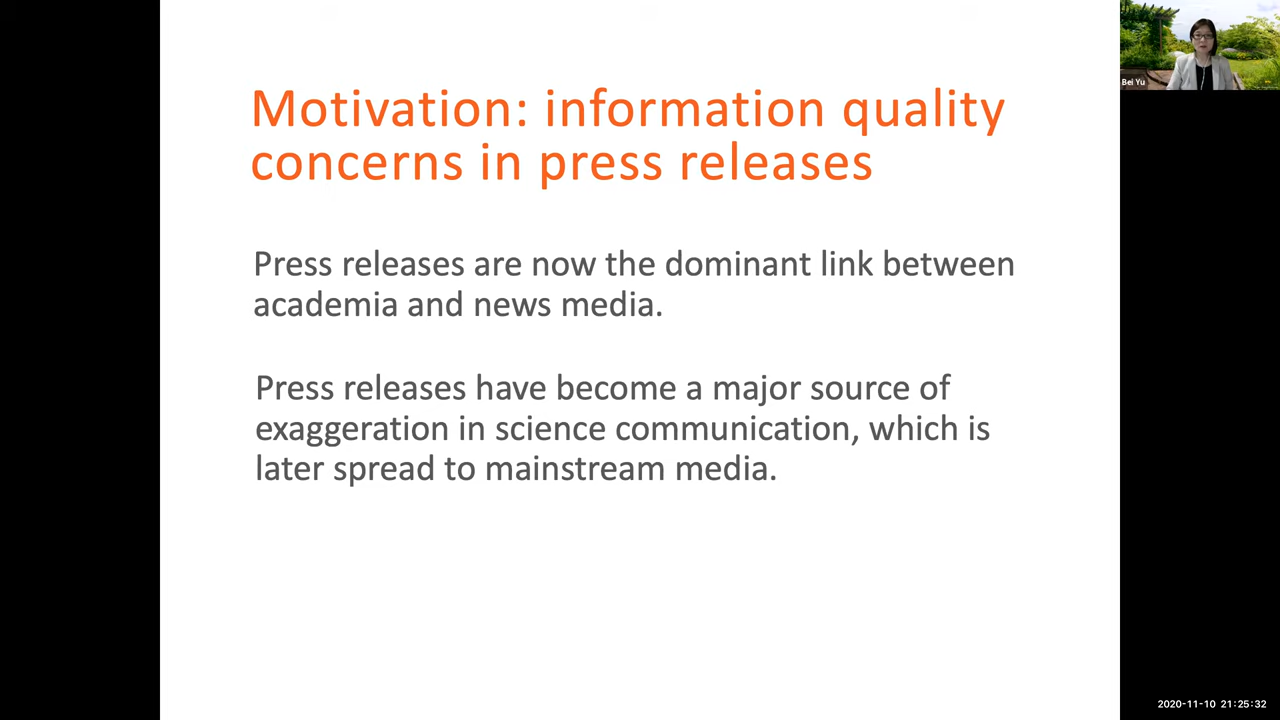 Motivation: information quality
concerns in press releases
Press releases are now the dominant link between
academia and news media.
Press releases have become a major source of
exaggeration in science communication, which is
later spread to mainstream media.
Bei Yu
2020-11-10 21:25:32